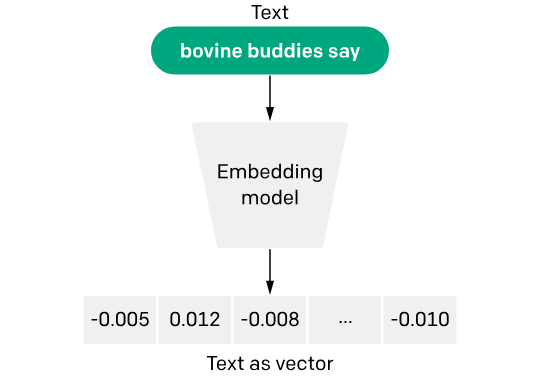 Text
bovine buddies say
Embedding
model
-0.005 0.012 -0.008 ... -0.010
Text as vector